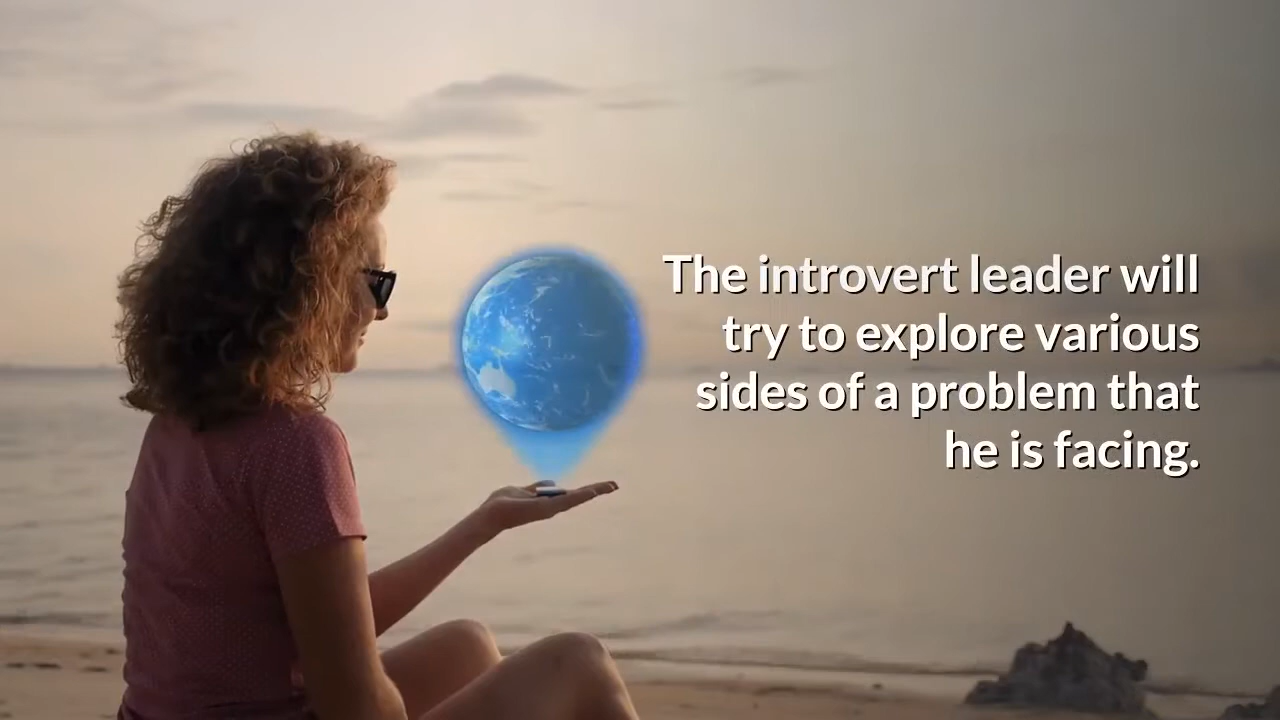 The introvert leader will
try to explore various
sides of a problem that
he is facing.